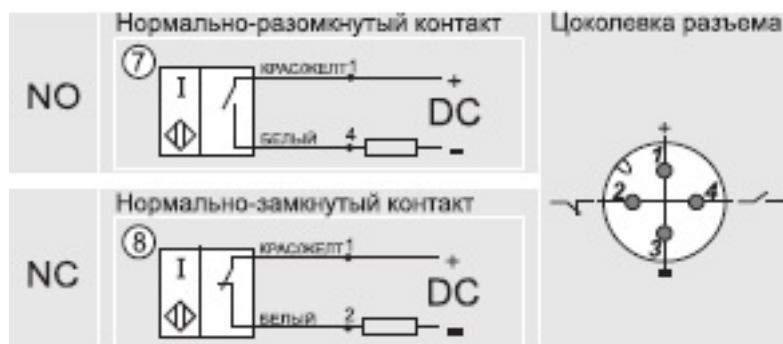 Нормально-разомкнутый контакт
Цоколевка разъема
NO
7
I
КРАС/ЖЕЛТ 1
+
DC
БЕЛЫЙ 4
-
+
1
2
4
3
-
Нормально-замкнутый контакт
NC
8
I
КРАС/ЖЕЛТ 1
+
DC
БЕЛЫЙ 2
-